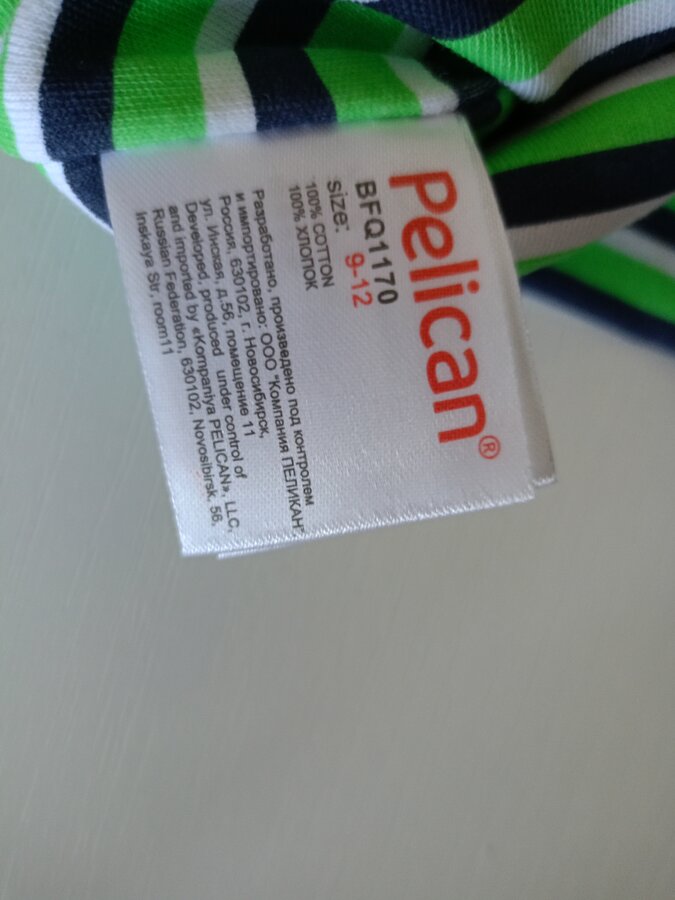 Pelican®
BFQ1170
size: 9-12
100% COTTON
100% ХЛОПОК
Разработано, произведено под контролем
и импортировано: ООО "Компания ПЕЛИКАН"
Россия, 630102, г. Новосибирск,
ул. Инская, д.56, помещение 11
Developed, produced under control of
and imported by «Kompaniya PELICAN», LLC,
Russian Federation, 630102, Novosibirsk, 56,
Inskaye Str, room11